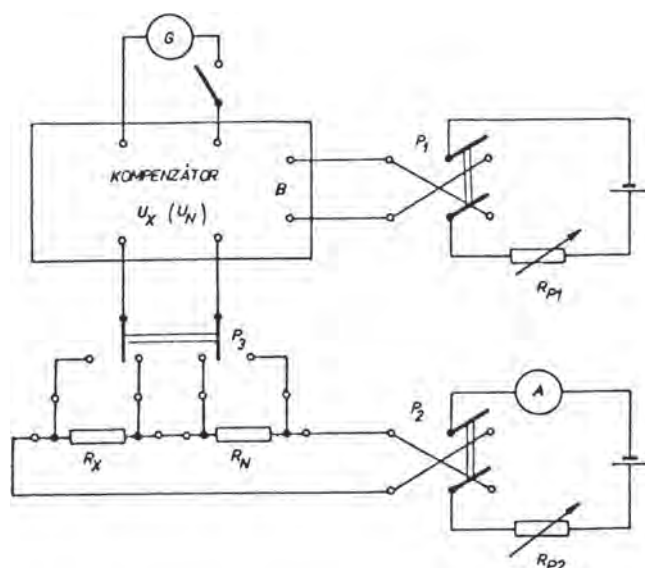 G
P1
KOMPENZÁTOR
B
UX (UN)
RP1
P3
P2
A
RX
RN
RP2